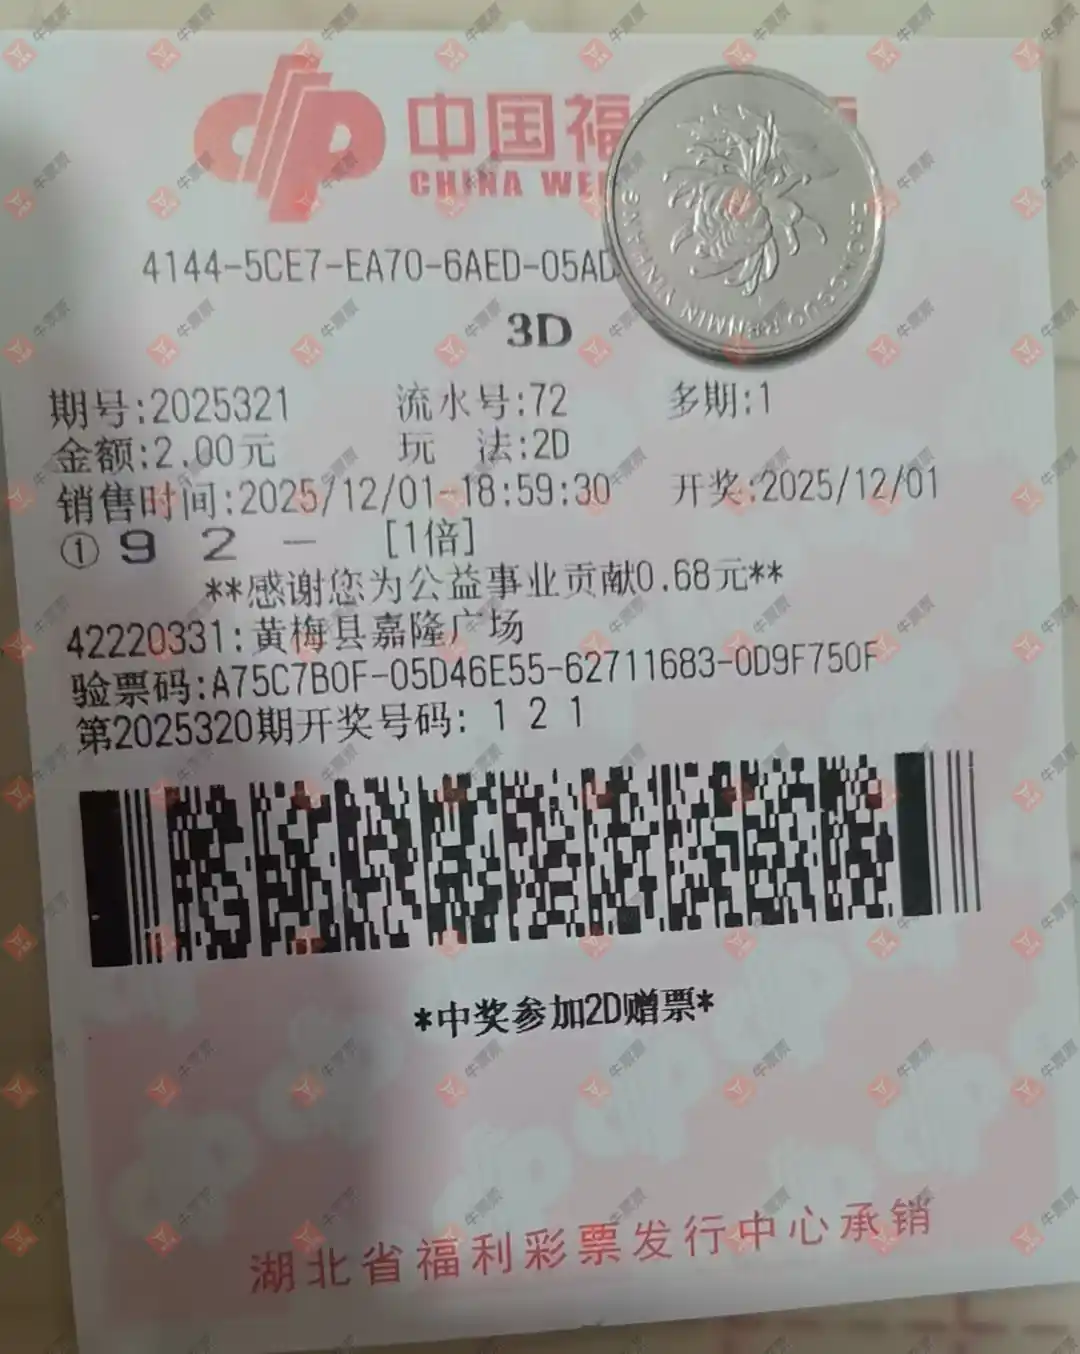 中国福
CHINA WE
4144-5CE7-EA70-6AED-05AD
ZHONGGUO RENMIN YINHANG
3D
期号:2025321 流水号:72 多期:1
金额:2.00元 玩 法:2D
销售时间:2025/12/01-18:59:30 开奖:2025/12/01
① 9 2 - [1倍]
**感谢您为公益事业贡献0.68元**
42220331:黄梅县嘉隆广场
验票码:A75C7B0F-05D46E55-62711683-0D9F750F
第2025320期开奖号码: 1 2 1
*中奖参加2D赠票*
湖北省福利彩票发行中心承销
牛票票